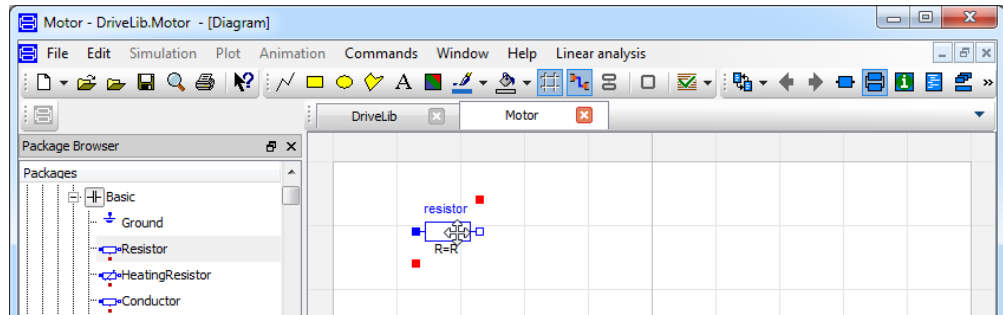 Motor - DriveLib.Motor - [Diagram]
File Edit Simulation Plot Animation Commands Window Help Linear analysis
A
DriveLib Motor
Package Browser
Packages
Basic
Ground
Resistor
HeatingResistor
Conductor
resistor
R=R